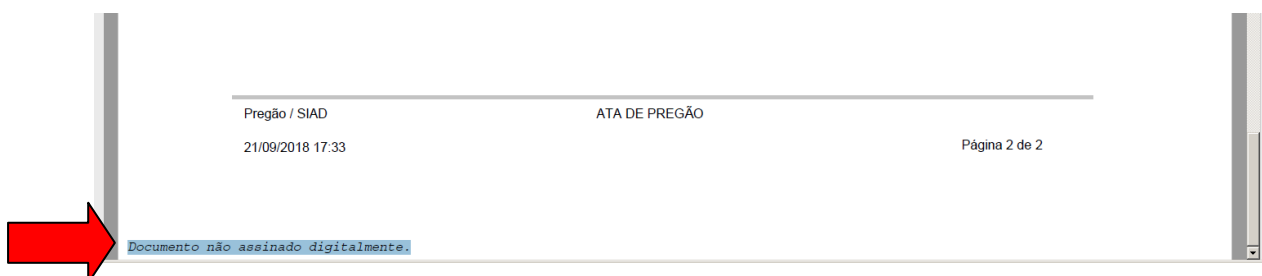 Pregão / SIAD
ATA DE PREGÃO
21/09/2018 17:33
Página 2 de 2
Documento não assinado digitalmente.